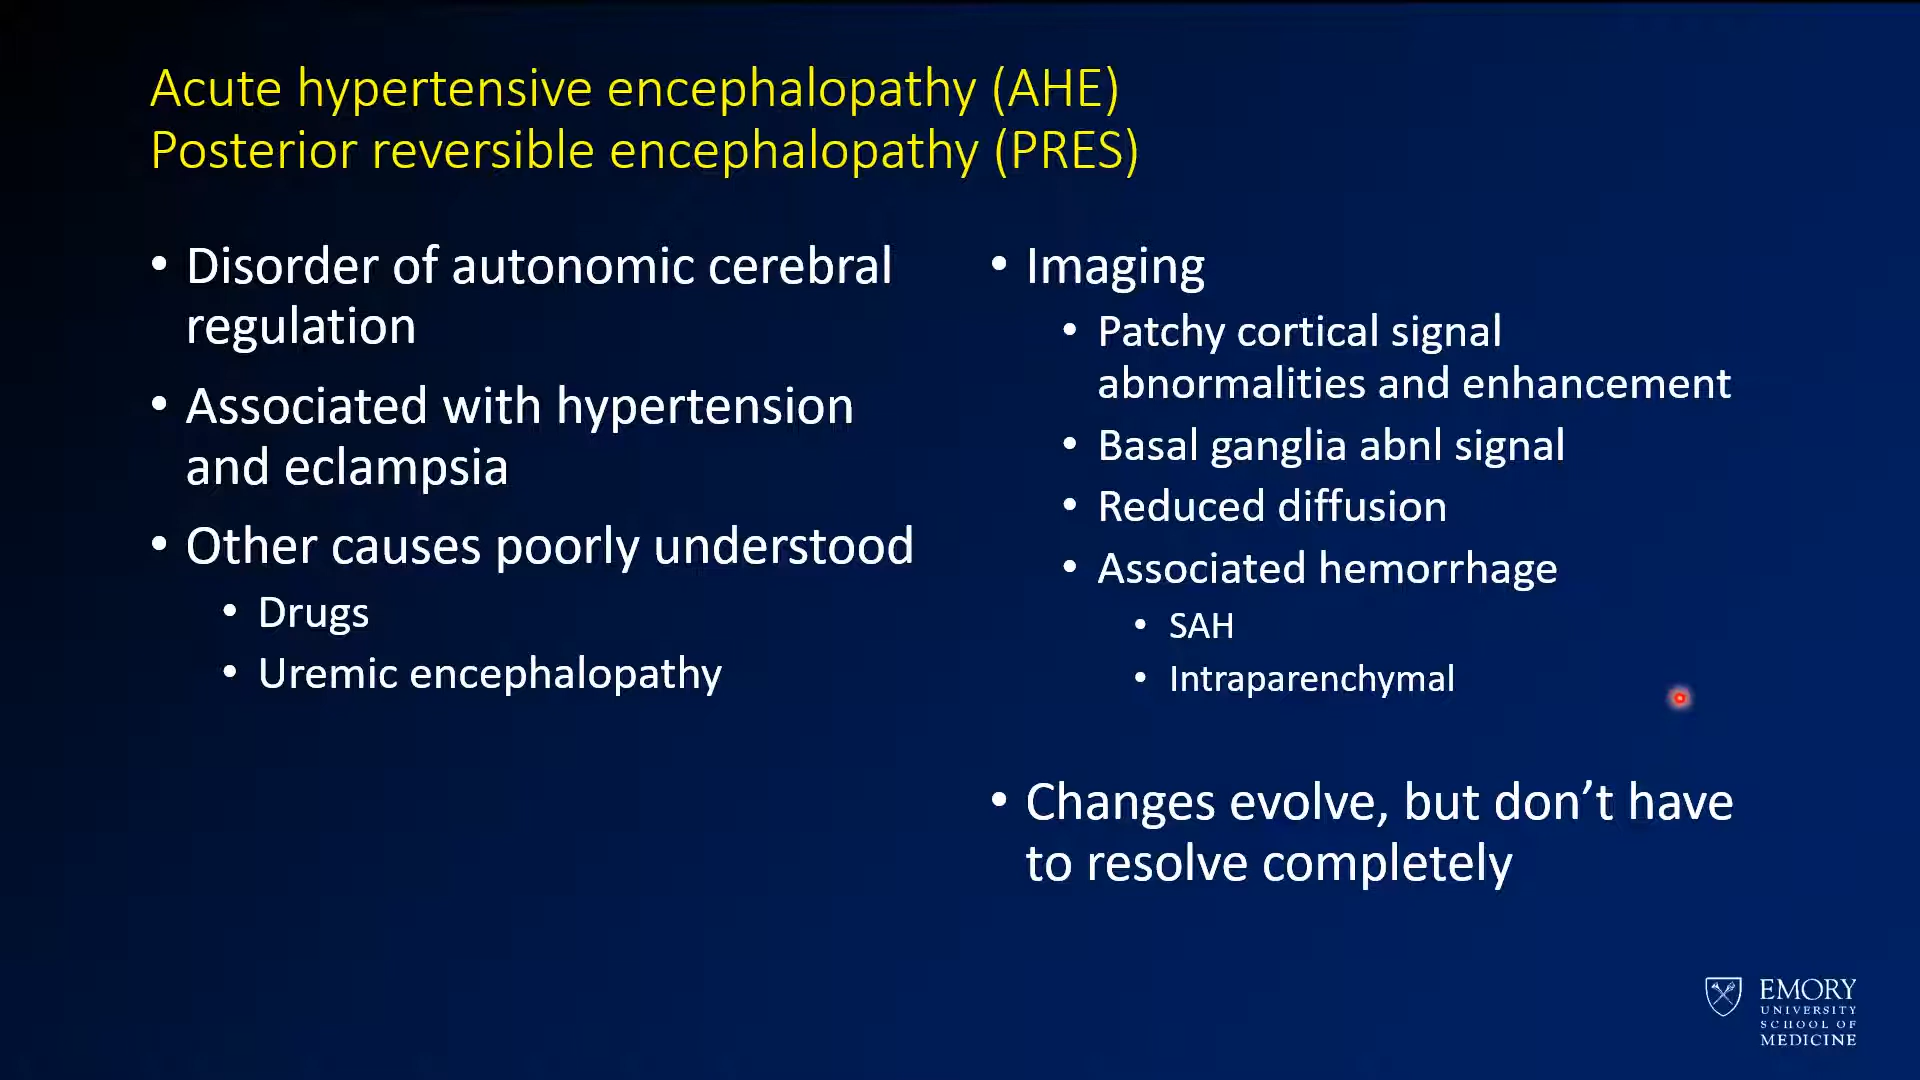 Acute hypertensive encephalopathy (AHE)
Posterior reversible encephalopathy (PRES)
• Disorder of autonomic cerebral
regulation
• Associated with hypertension
and eclampsia
• Other causes poorly understood
• Drugs
• Uremic encephalopathy
• Imaging
• Patchy cortical signal
abnormalities and enhancement
• Basal ganglia abnl signal
• Reduced diffusion
• Associated hemorrhage
• SAH
• Intraparenchymal
• Changes evolve, but don’t have
to resolve completely
EMORY
UNIVERSITY
SCHOOL OF
MEDICINE